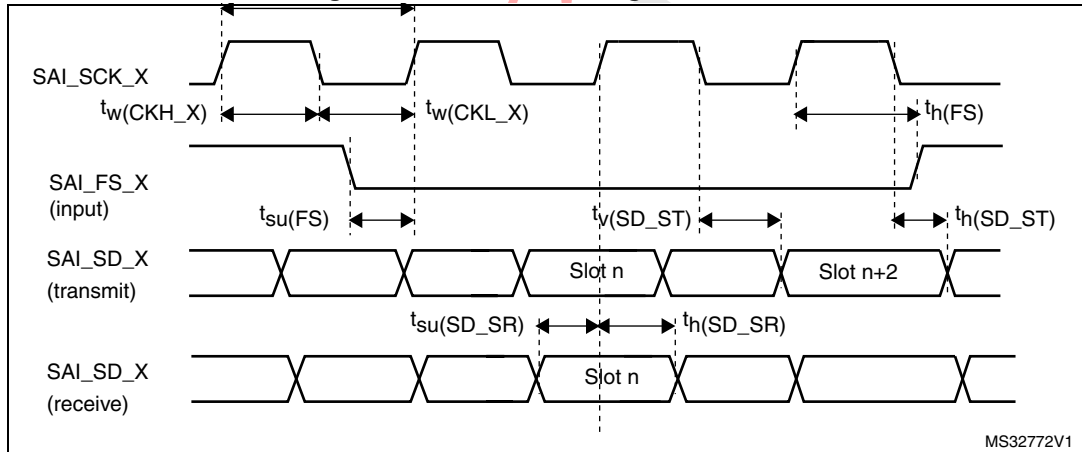 SAI_SCK_X
tw(CKH_X)
tw(CKL_X)
th(FS)
SAI_FS_X
(input)
tsu(FS)
tv(SD_ST)
th(SD_ST)
SAI_SD_X
(transmit)
Slot n
Slot n+2
tsu(SD_SR)
th(SD_SR)
SAI_SD_X
(receive)
Slot n
MS32772V1